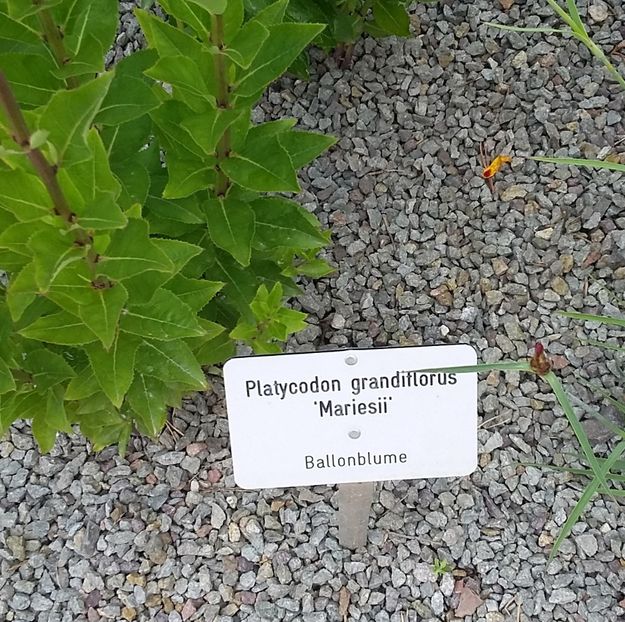 Platycodon grandiflorus
'Mariesii'
Ballonblume